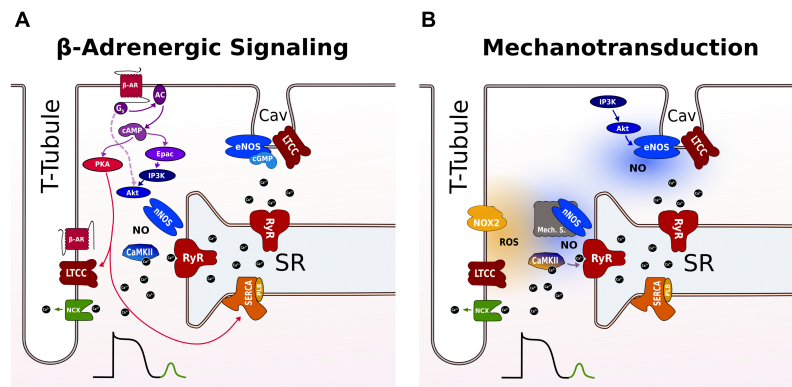 A
β-Adrenergic Signaling
T-Tubule
β-AR
AC
Gs
cAMP
PKA
Epac
IP3K
Akt
nNOS
NO
CaMKII
β-AR
LTCC
NCX
Cav
eNOS
cGMP
LTCC
RyR
RyR
SR
SERCA
PLB
B
Mechanotransduction
T-Tubule
IP3K
Akt
Cav
eNOS
LTCC
NO
NOX2
ROS
Mech. S.
nNOS
NO
CaMKII
LTCC
NCX
RyR
RyR
SR
SERCA
PLB